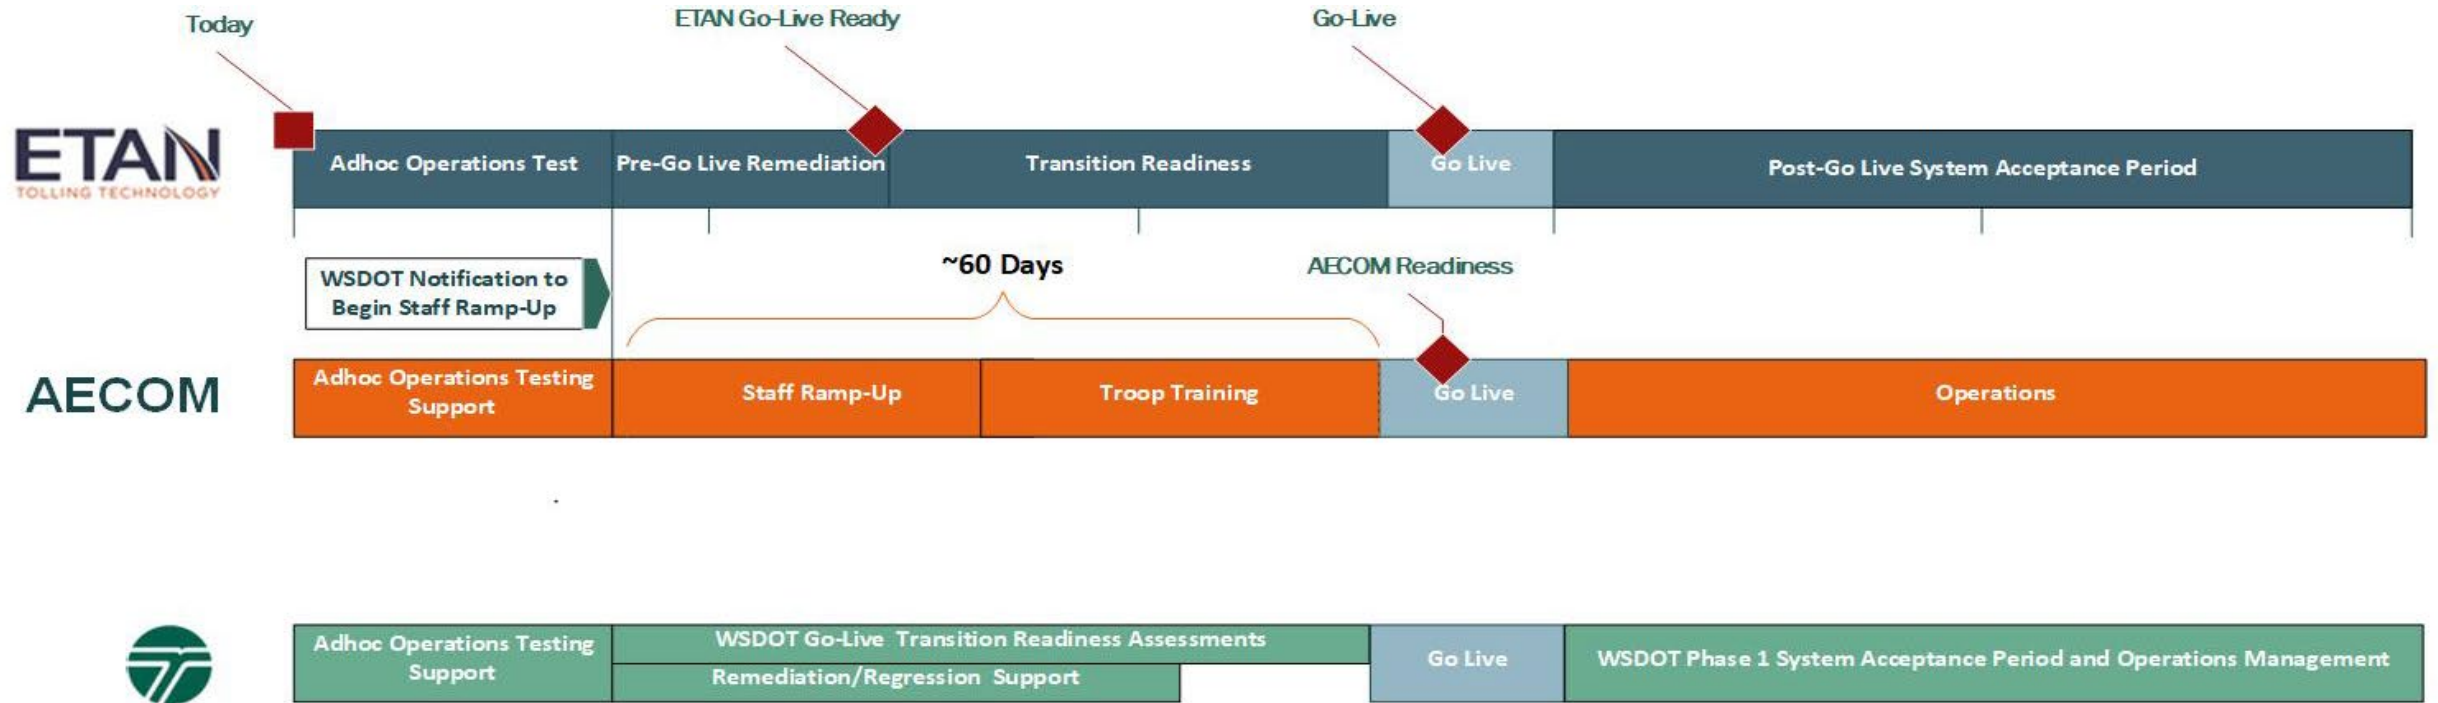 Today
ETAN Go-Live Ready
Go-Live
ETAN
TOLLING TECHNOLOGY
Adhoc Operations Test
Pre-Go Live Remediation
Transition Readiness
Go Live
Post-Go Live System Acceptance Period
WSDOT Notification to
Begin Staff Ramp-Up
~60 Days
AECOM Readiness
AECOM
Adhoc Operations Testing
Support
Staff Ramp-Up
Troop Training
Go Live
Operations
Adhoc Operations Testing
Support
WSDOT Go-Live Transition Readiness Assessments
Remediation/Regression Support
Go Live
WSDOT Phase 1 System Acceptance Period and Operations Management